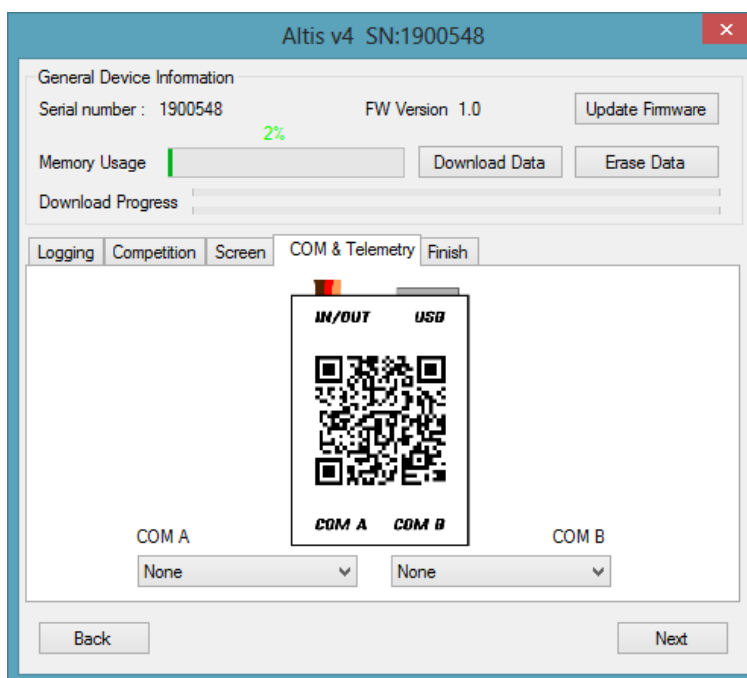 Altis v4 SN:1900548
General Device Information
Serial number : 1900548 FW Version 1.0 Update Firmware
2%
Memory Usage Download Data Erase Data
Download Progress
Logging Competition Screen COM & Telemetry Finish
IN/OUT USB
COM A COM B
COM A COM B
None None
Back Next